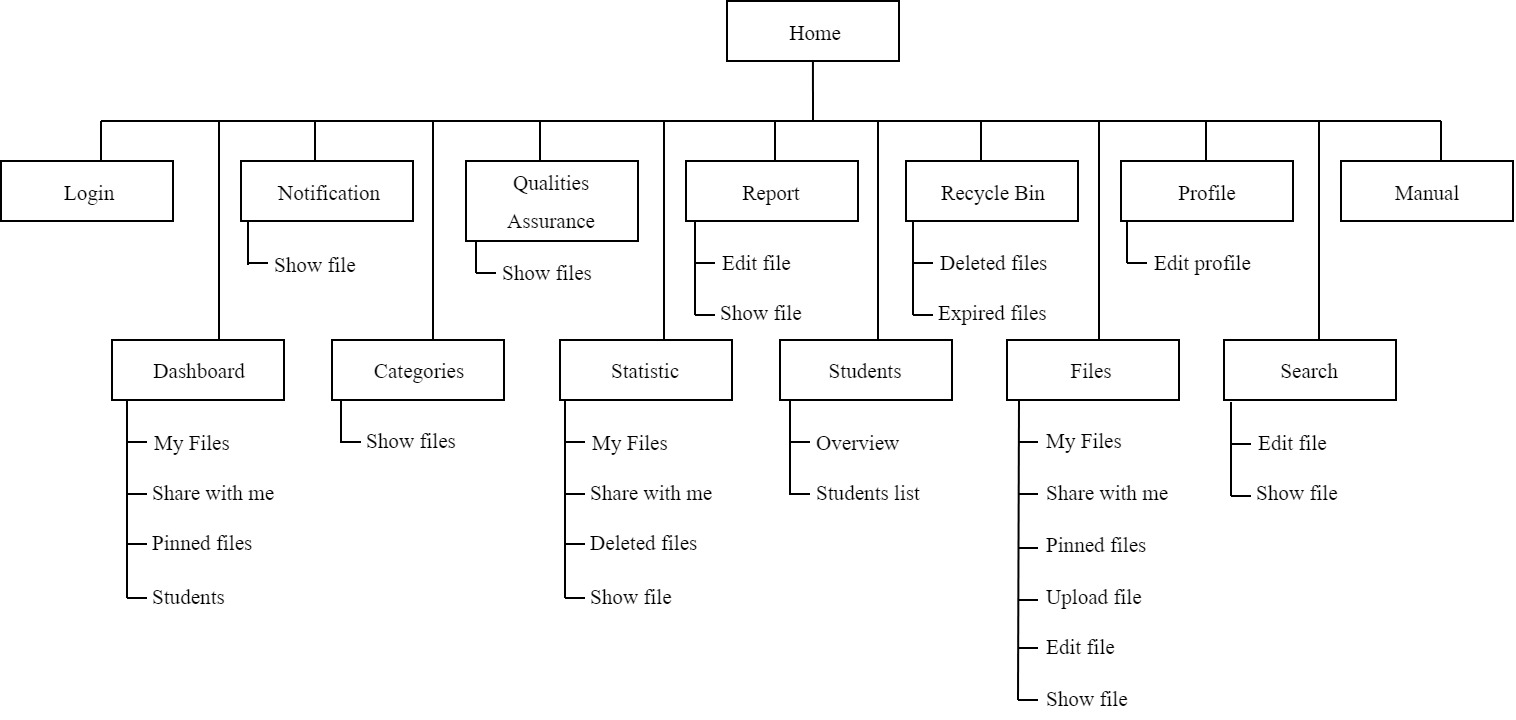 Home
Login
Notification
Show file
Qualities
Assurance
Show files
Report
Edit file
Show file
Recycle Bin
Deleted files
Expired files
Profile
Edit profile
Manual
Dashboard
My Files
Share with me
Pinned files
Students
Categories
Show files
Statistic
My Files
Share with me
Deleted files
Show file
Students
Overview
Students list
Files
My Files
Share with me
Pinned files
Upload file
Edit file
Show file
Search
Edit file
Show file